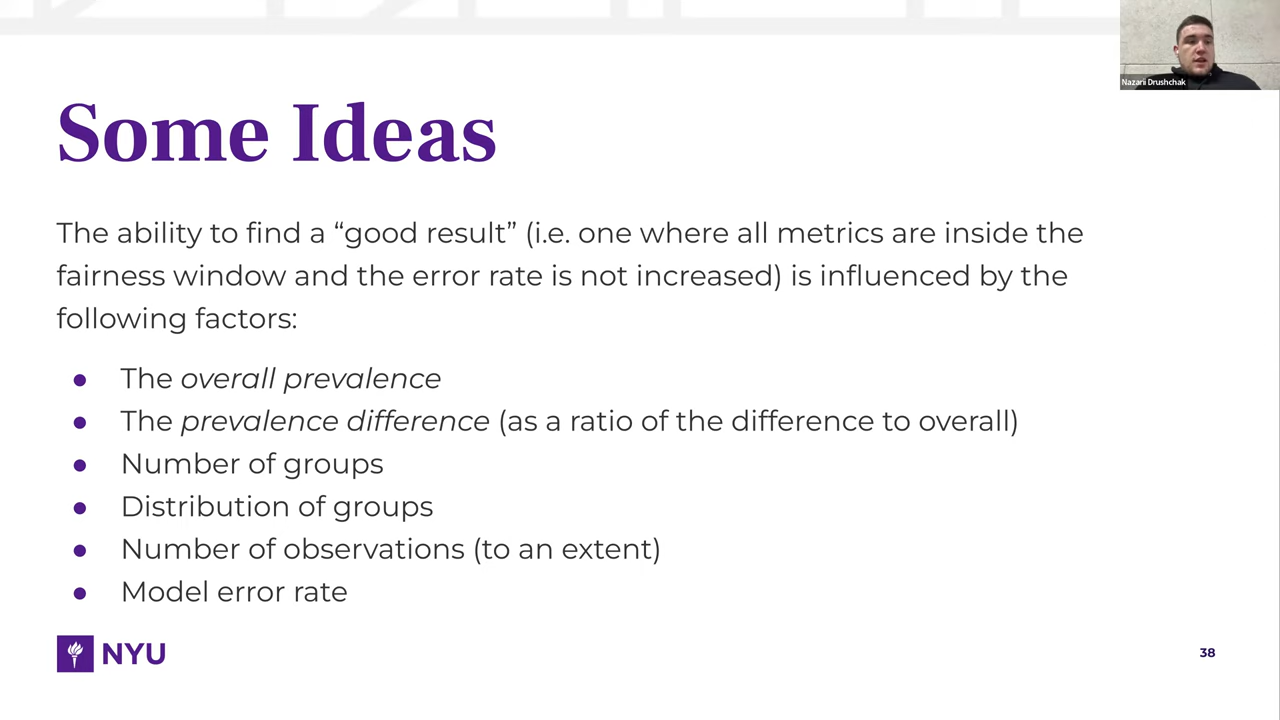 Nazarii Drushchak
Some Ideas
The ability to find a “good result” (i.e. one where all metrics are inside the
fairness window and the error rate is not increased) is influenced by the
following factors:
● The overall prevalence
● The prevalence difference (as a ratio of the difference to overall)
● Number of groups
● Distribution of groups
● Number of observations (to an extent)
● Model error rate
NYU
38